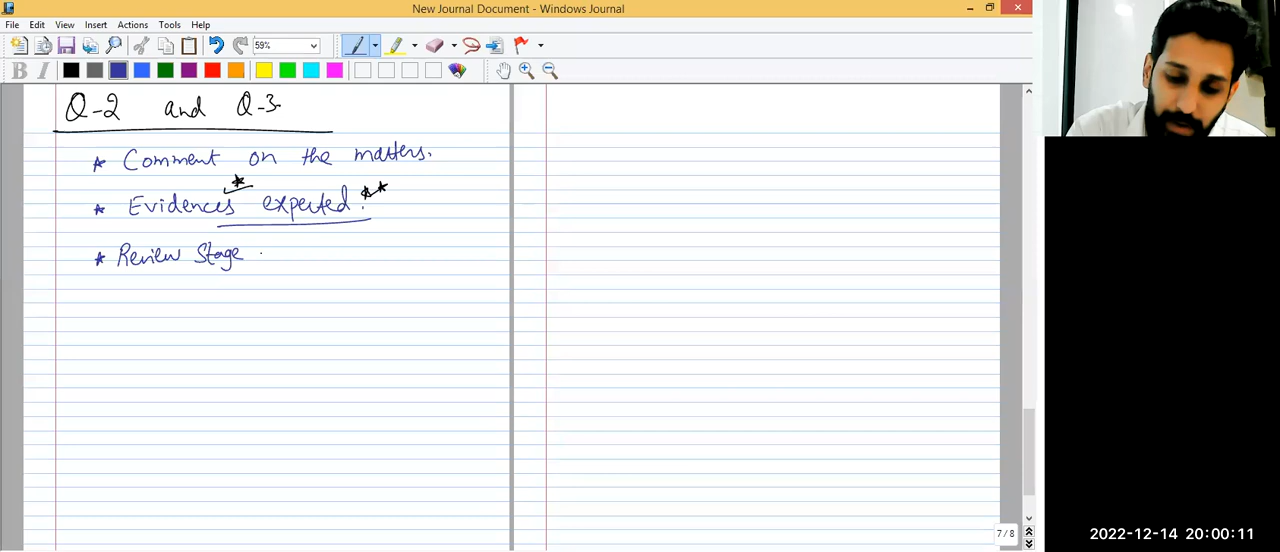 New Journal Document - Windows Journal
File Edit View Insert Actions Tools Help
59%
B I
Q-2 and Q-3
* Comment on the matters.
* Evidences expected. **
* Review Stage
7 / 8
2022-12-14 20:00:11